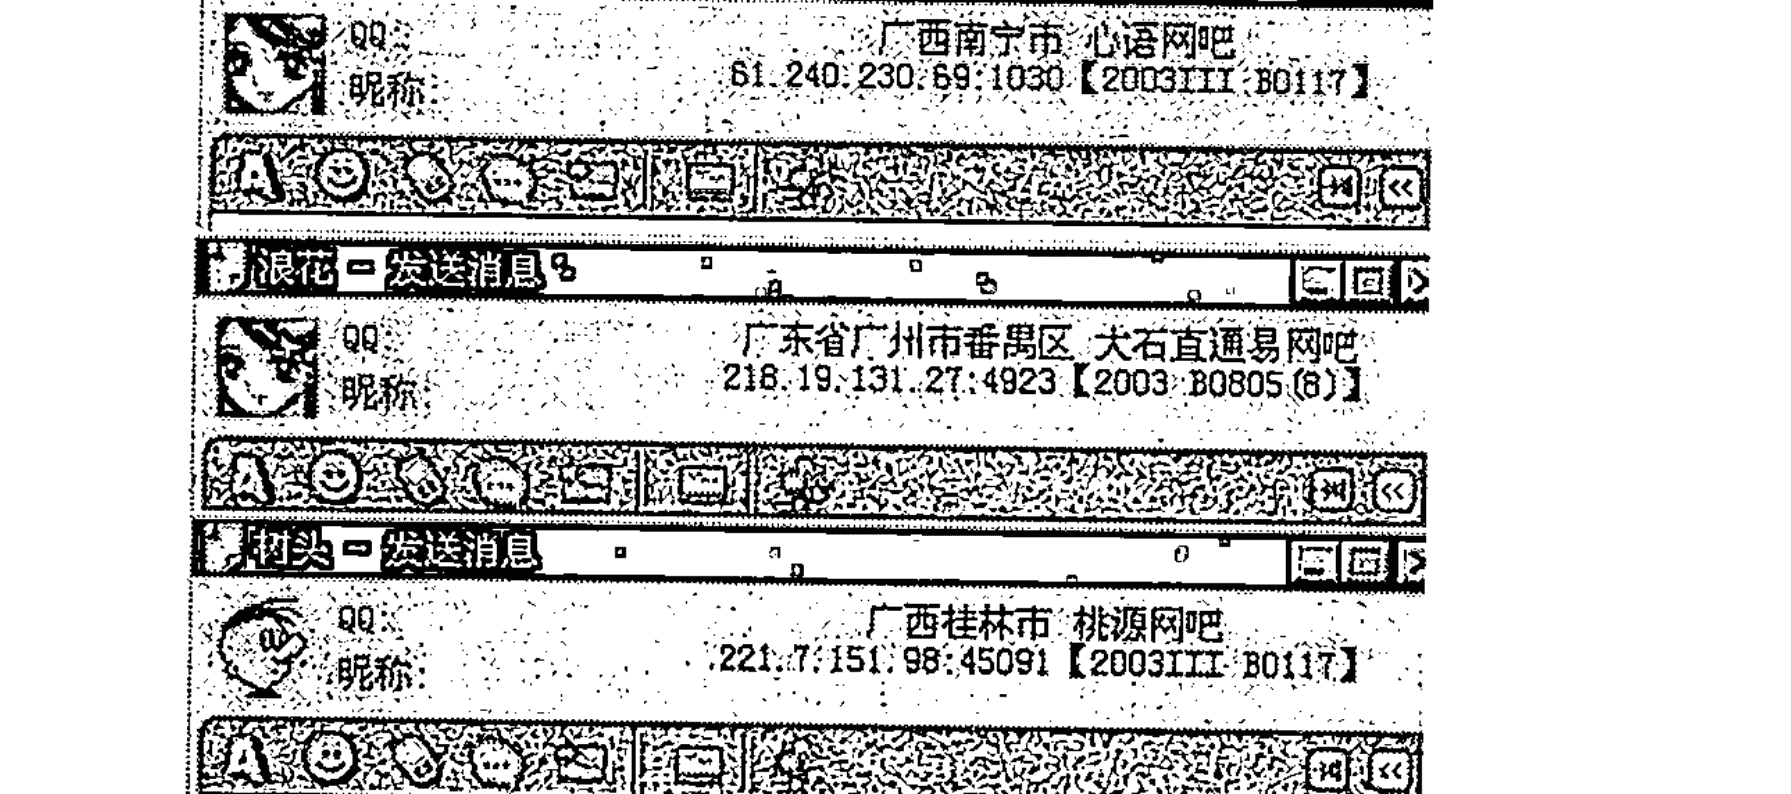 QQ:
广西南宁市 心语网吧
61.240.230.69:1030【2003III B0117】
昵称:
A
浪花 - 发送消息
QQ:
广东省广州市番禺区 大石直通易网吧
218.19.131.27:4923【2003 B0805(8)】
昵称:
A
发送消息
QQ:
广西桂林市 桃源网吧
221.7.151.98:45091【2003III B0117】
昵称:
A